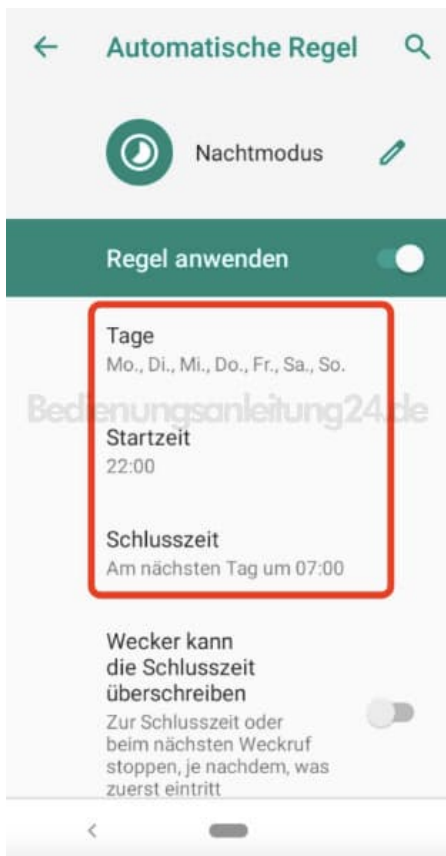 Automatische Regel
Nachtmodus
Regel anwenden
Tage
Mo., Di., Mi., Do., Fr., Sa., So.
Bedienungsanleitung24.de
Startzeit
22:00
Schlusszeit
Am nächsten Tag um 07:00
Wecker kann
die Schlusszeit
überschreiben
Zur Schlusszeit oder
beim nächsten Weckruf
stoppen, je nachdem, was
zuerst eintritt